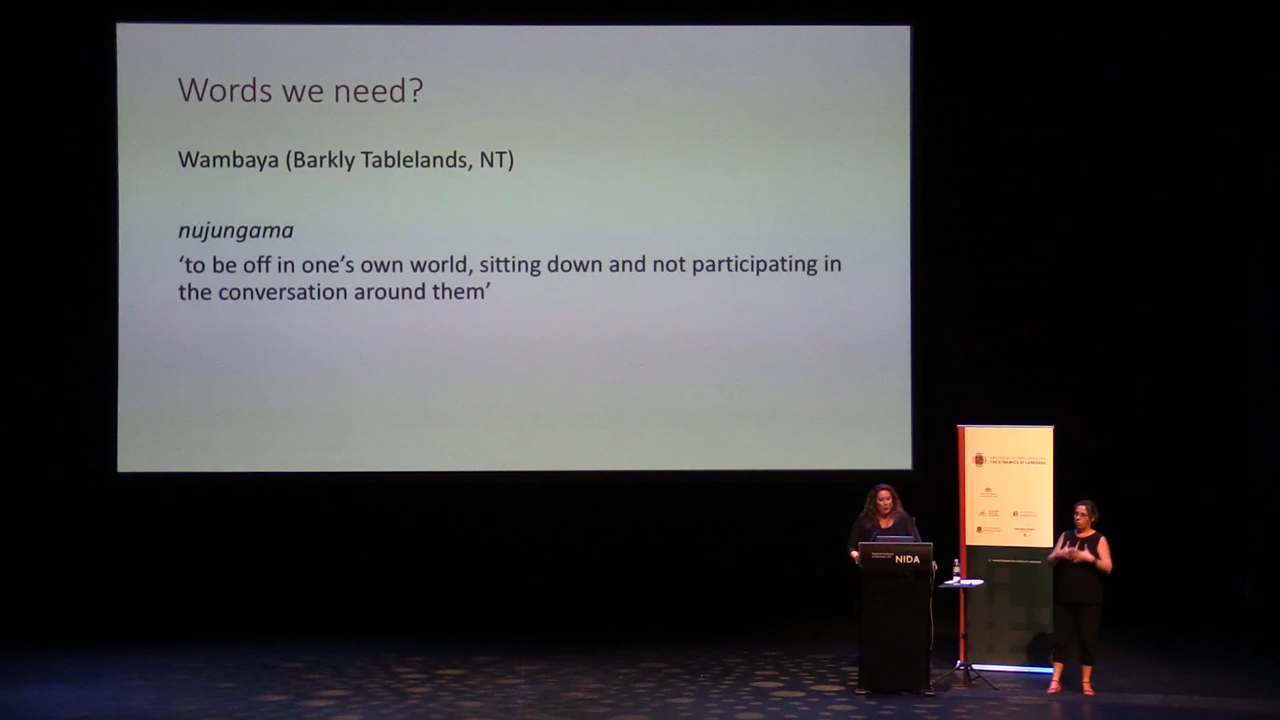 Words we need?
Wambaya (Barkly Tablelands, NT)
nujungama
‘to be off in one’s own world, sitting down and not participating in
the conversation around them’
THE DYNAMICS OF LANGUAGE
NIDA